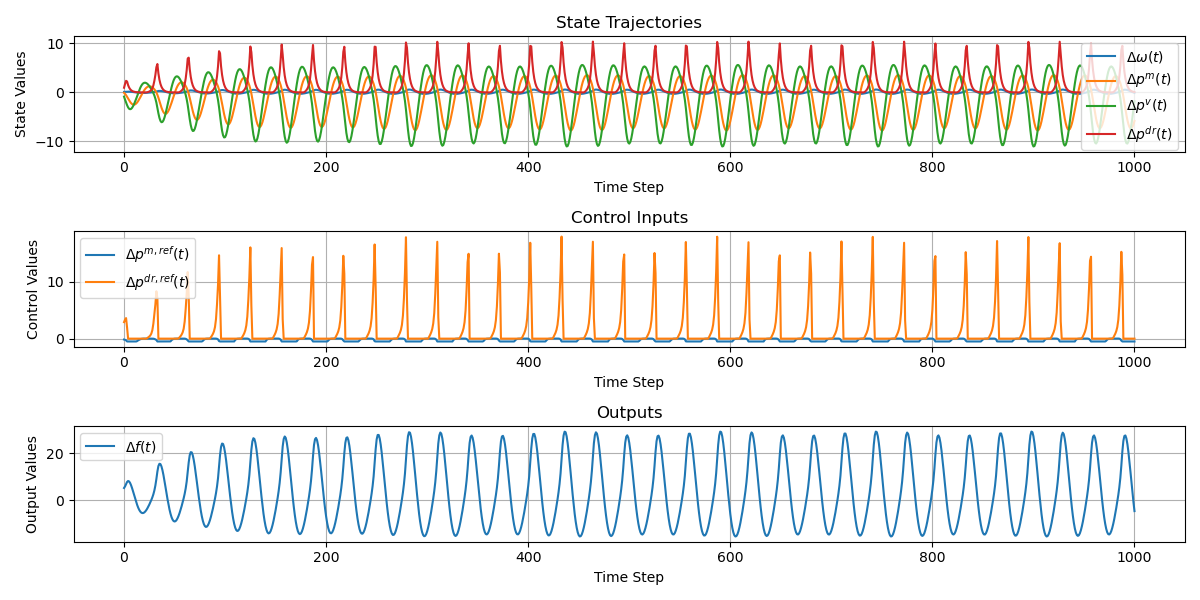 State Trajectories
State Values
10
0
−10
Δω(t)
Δp^m(t)
Δp^v(t)
Δp^dr(t)
0 200 400 600 800 1000
Time Step
Control Inputs
Control Values
10
0
Δp^m,ref(t)
Δp^dr,ref(t)
0 200 400 600 800 1000
Time Step
Outputs
Output Values
20
0
Δf(t)
0 200 400 600 800 1000
Time Step